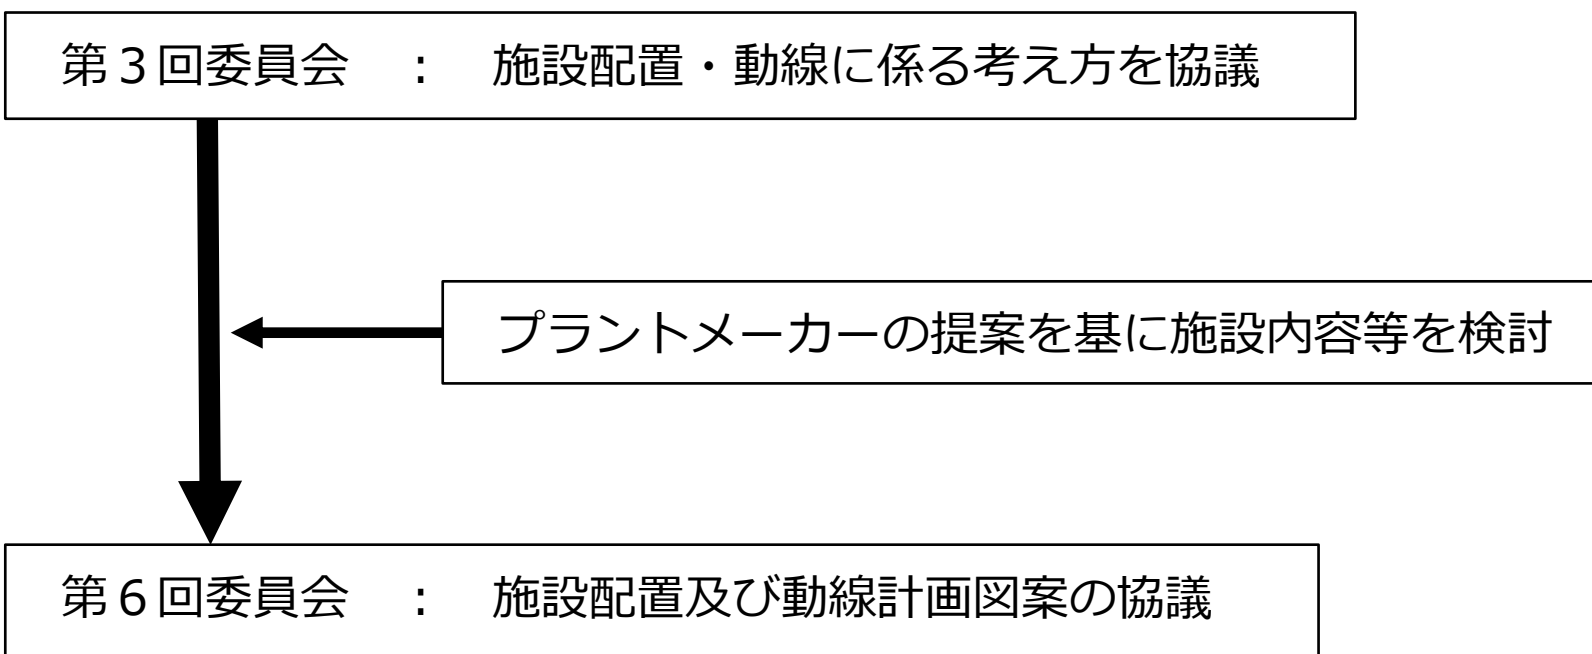 第３回委員会　：　施設配置・動線に係る考え方を協議
プラントメーカーの提案を基に施設内容等を検討
第６回委員会　：　施設配置及び動線計画図案の協議